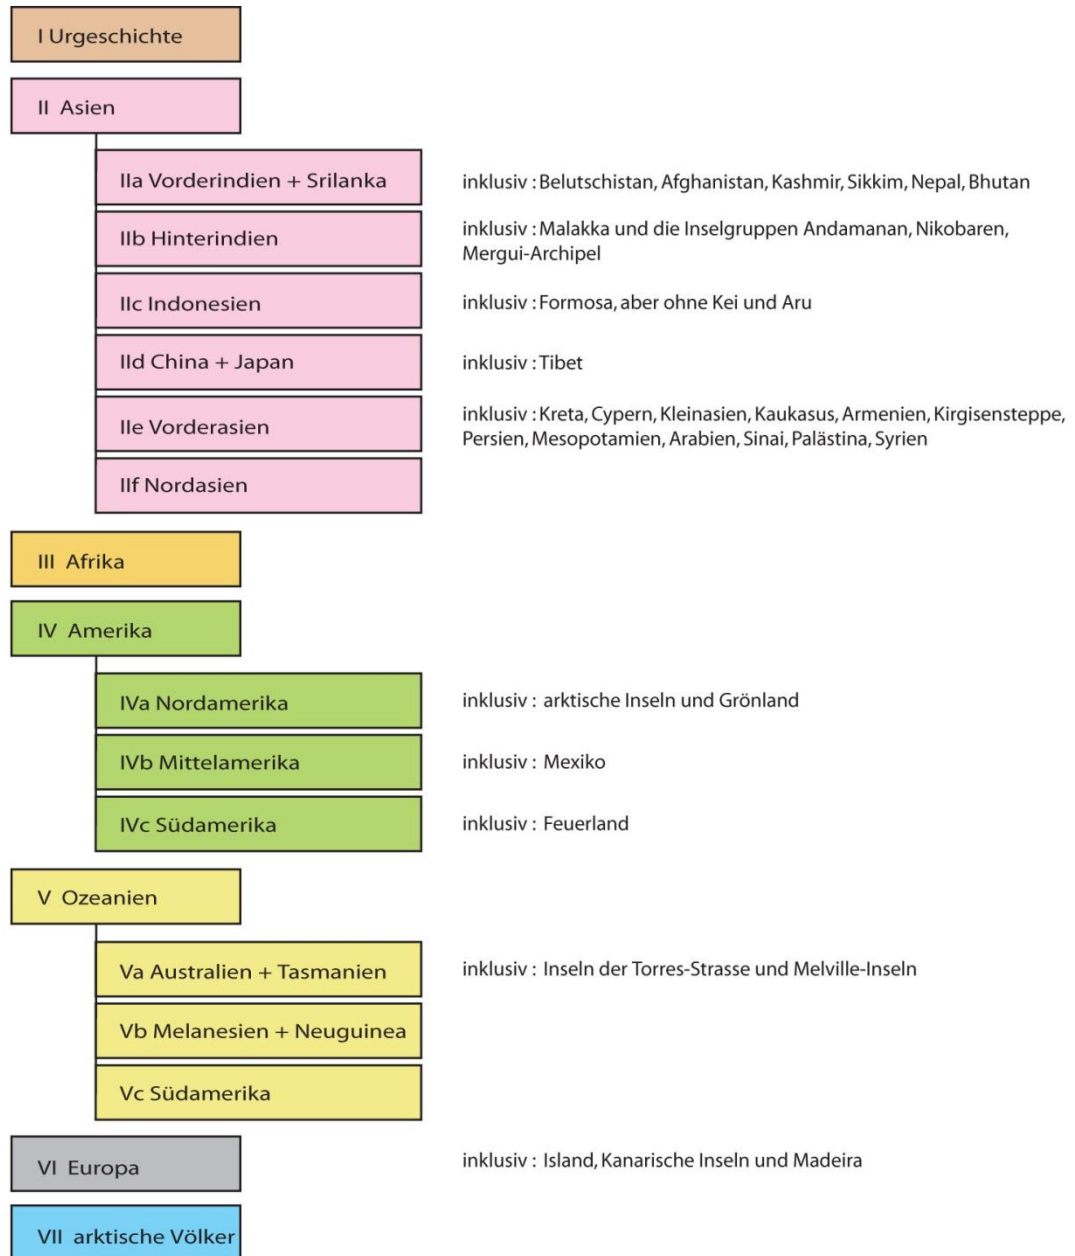 I Urgeschichte
II Asien
IIa Vorderindien + Srilanka
inklusiv : Belutschistan, Afghanistan, Kashmir, Sikkim, Nepal, Bhutan
IIb Hinterindien
inklusiv : Malakka und die Inselgruppen Andamanan, Nikobaren,
Mergui-Archipel
IIc Indonesien
inklusiv : Formosa, aber ohne Kei und Aru
IId China + Japan
inklusiv : Tibet
IIe Vorderasien
inklusiv : Kreta, Cypern, Kleinasien, Kaukasus, Armenien, Kirgisensteppe,
Persien, Mesopotamien, Arabien, Sinai, Palästina, Syrien
IIf Nordasien
III Afrika
IV Amerika
IVa Nordamerika
inklusiv : arktische Inseln und Grönland
IVb Mittelamerika
inklusiv : Mexiko
IVc Südamerika
inklusiv : Feuerland
V Ozeanien
Va Australien + Tasmanien
inklusiv : Inseln der Torres-Strasse und Melville-Inseln
Vb Melanesien + Neuguinea
Vc Südamerika
VI Europa
inklusiv : Island, Kanarische Inseln und Madeira
VII arktische Völker